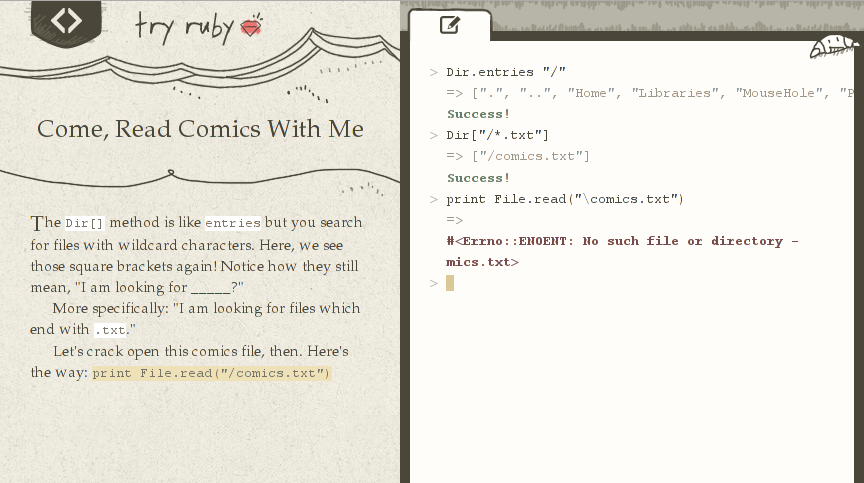 try ruby
Come, Read Comics With Me
The Dir[] method is like entries but you search
for files with wildcard characters. Here, we see
those square brackets again! Notice how they still
mean, "I am looking for _____?"
More specifically: "I am looking for files which
end with .txt."
Let's crack open this comics file, then. Here's
the way: print File.read("/comics.txt")
> Dir.entries "/"
=> [".", "..", "Home", "Libraries", "MouseHole", "P
Success!
> Dir["/*.txt"]
=> ["/comics.txt"]
Success!
> print File.read("\comics.txt")
=>
#<Errno::ENOENT: No such file or directory -
mics.txt>
>